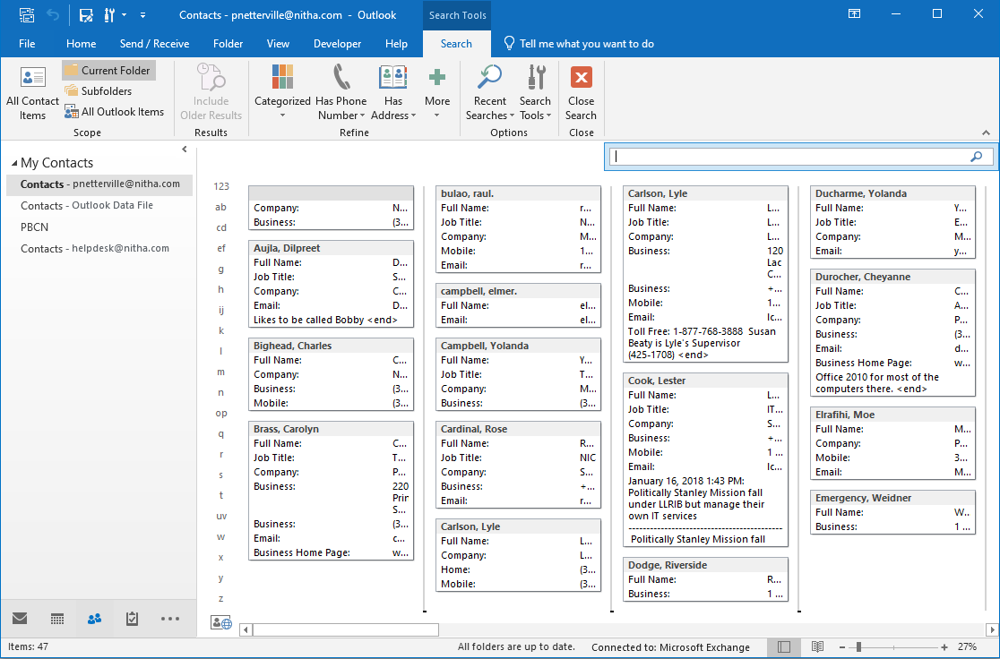 Contacts - pnetterville@nitha.com - Outlook
Search Tools
File Home Send / Receive Folder View Developer Help Search Tell me what you want to do
All Contact Items
Current Folder
Subfolders
All Outlook Items
Scope
Include Older Results
Results
Categorized
Has Phone Number
Has Address
More
Refine
Recent Searches
Search Tools
Options
Close Search
Close
My Contacts
Contacts - pnetterville@nitha.com
Contacts - Outlook Data File
PBCN
Contacts - helpdesk@nitha.com
123
ab
cd
ef
g
h
ij
k
l
m
n
op
q
r
s
t
uv
w
x
y
z
Company: N...
Business: (3...
Aujla, Dilpreet
Full Name: D...
Job Title: S...
Company: C...
Email: D...
Likes to be called Bobby <end>
Bighead, Charles
Full Name: C...
Company: N...
Business: (3...
Mobile: (3...
Brass, Carolyn
Full Name: C...
Job Title: T...
Company: P...
Business: 220
Prin
S...
Business: (3...
Email: c...
Business Home Page: w...
bulao, raul.
Full Name: r...
Job Title: N...
Company: M...
Mobile: 1...
Email: r...
campbell, elmer.
Full Name: el...
Email: el...
Campbell, Yolanda
Full Name: Y...
Job Title: T...
Company: M...
Business: (3...
Cardinal, Rose
Full Name: R...
Job Title: NIC
Company: S...
Business: +...
Email: r...
Carlson, Lyle
Full Name: L...
Company: L...
Home: (3...
Mobile: (3...
Carlson, Lyle
Full Name: L...
Job Title: L...
Company: L...
Business: 120
Lac
C...
Business: +...
Mobile: 1...
Email: lc...
Toll Free: 1-877-768-3888 Susan
Beaty is Lyle's Supervisor
(425-1708) <end>
Cook, Lester
Full Name: L...
Job Title: IT...
Company: S...
Business: +...
Mobile: 1 ...
Email: lc...
January 16, 2018 1:43 PM:
Politically Stanley Mission fall
under LLRIB but manage their
own IT services
-------------------------------------------
Politically Stanley Mission fall
Dodge, Riverside
Full Name: R...
Business: 1 ...
Ducharme, Yolanda
Full Name: Y...
Job Title: E...
Company: M...
Email: y...
Durocher, Cheyanne
Full Name: C...
Job Title: A...
Company: P...
Business: (3...
Email: d...
Business Home Page: w...
Office 2010 for most of the
computers there. <end>
Elrafihi, Moe
Full Name: M...
Company: P...
Mobile: 3...
Email: M...
Emergency, Weidner
Full Name: W..
Business: 1 ...
Items: 47
All folders are up to date.
Connected to: Microsoft Exchange
27%